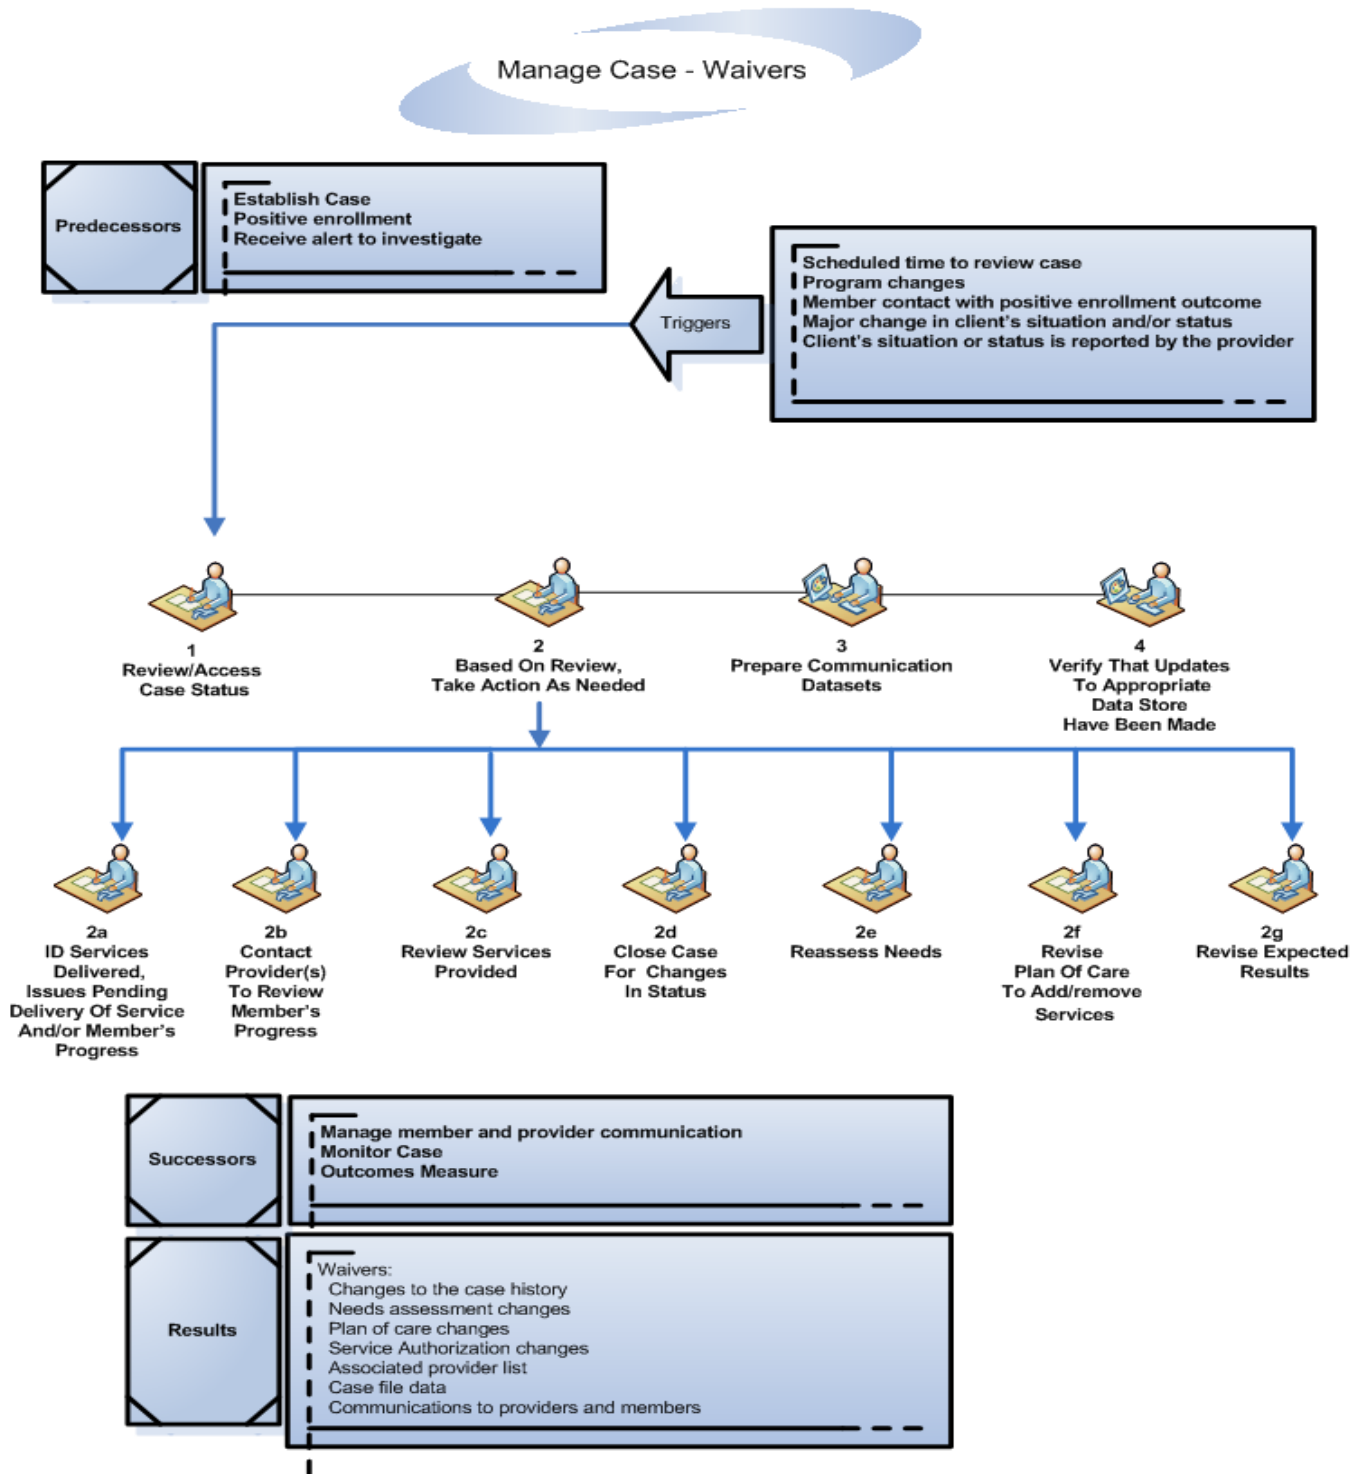 Manage Case - Waivers
Predecessors
Establish Case
Positive enrollment
Receive alert to investigate
Triggers
Scheduled time to review case
Program changes
Member contact with positive enrollment outcome
Major change in client's situation and/or status
Client's situation or status is reported by the provider
1
Review/Access
Case Status
2
Based On Review,
Take Action As Needed
3
Prepare Communication
Datasets
4
Verify That Updates
To Appropriate
Data Store
Have Been Made
2a
ID Services
Delivered,
Issues Pending
Delivery Of Service
And/or Member's
Progress
2b
Contact
Provider(s)
To Review
Member's
Progress
2c
Review Services
Provided
2d
Close Case
For Changes
In Status
2e
Reassess Needs
2f
Revise
Plan Of Care
To Add/remove
Services
2g
Revise Expected
Results
Successors
Manage member and provider communication
Monitor Case
Outcomes Measure
Results
Waivers:
Changes to the case history
Needs assessment changes
Plan of care changes
Service Authorization changes
Associated provider list
Case file data
Communications to providers and members